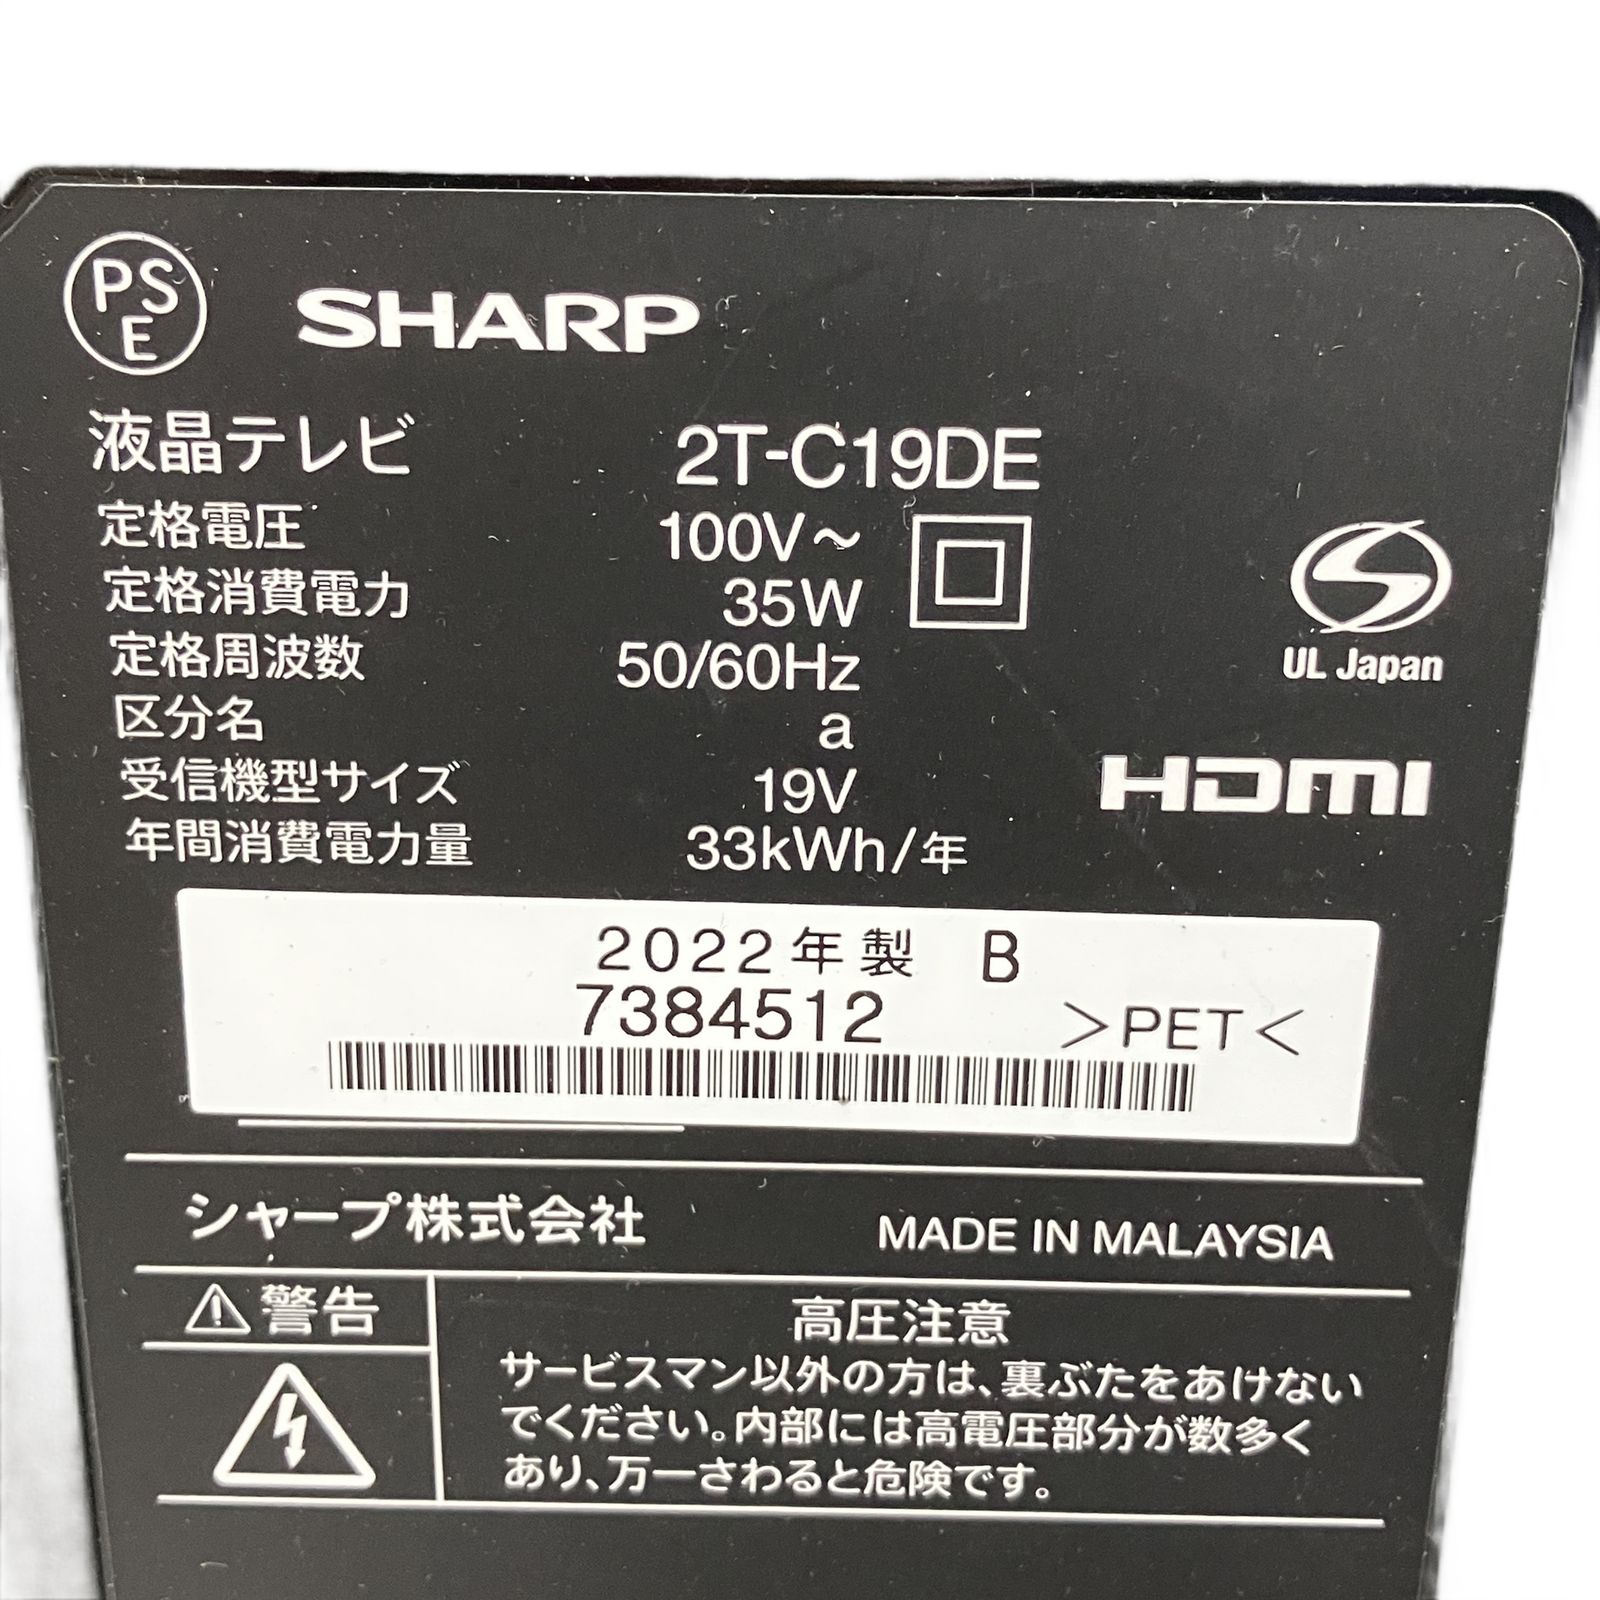 PSE
SHARP
液晶テレビ 2T-C19DE
定格電圧 100V～
定格消費電力 35W
定格周波数 50/60Hz
区分名 a
受信機型サイズ 19V
年間消費電力量 33kWh/年
UL Japan
HDMI
2022年製 B
7384512
>PET<
シャープ株式会社 MADE IN MALAYSIA
⚠警告
高圧注意
サービスマン以外の方は、裏ぶたをあけない
でください。内部には高電圧部分が数多く
あり、万一さわると危険です。